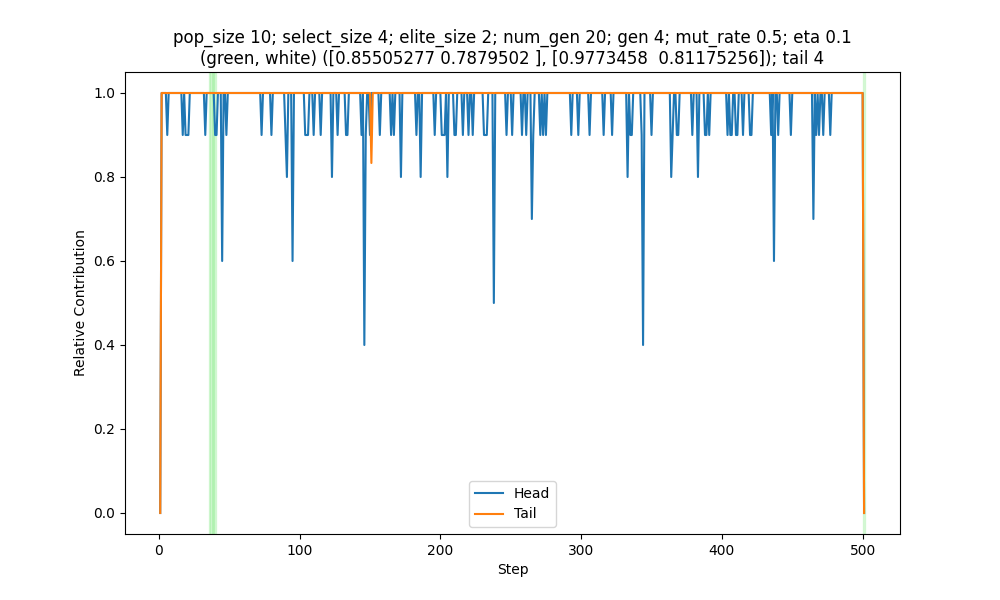 pop_size 10; select_size 4; elite_size 2; num_gen 20; gen 4; mut_rate 0.5; eta 0.1
(green, white) ([0.85505277 0.7879502 ], [0.9773458  0.81175256]); tail 4
1.0
0.8
0.6
0.4
0.2
0.0
Relative Contribution
Head
Tail
0 100 200 300 400 500
Step